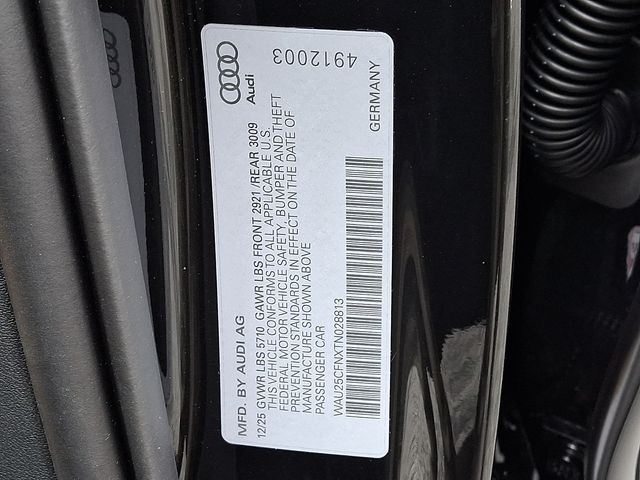 MFD. BY AUDI AG
Audi
12/25 GVWR LBS 5710 GAWR LBS FRONT 2921 /REAR 3009
THIS VEHICLE CONFORMS TO ALL APPLICABLE U.S.
FEDERAL MOTOR VEHICLE SAFETY, BUMPER AND THEFT
PREVENTION STANDARDS IN EFFECT ON THE DATE OF
MANUFACTURE SHOWN ABOVE
PASSENGER CAR
WAU25CFNXTN028813
4912003
GERMANY